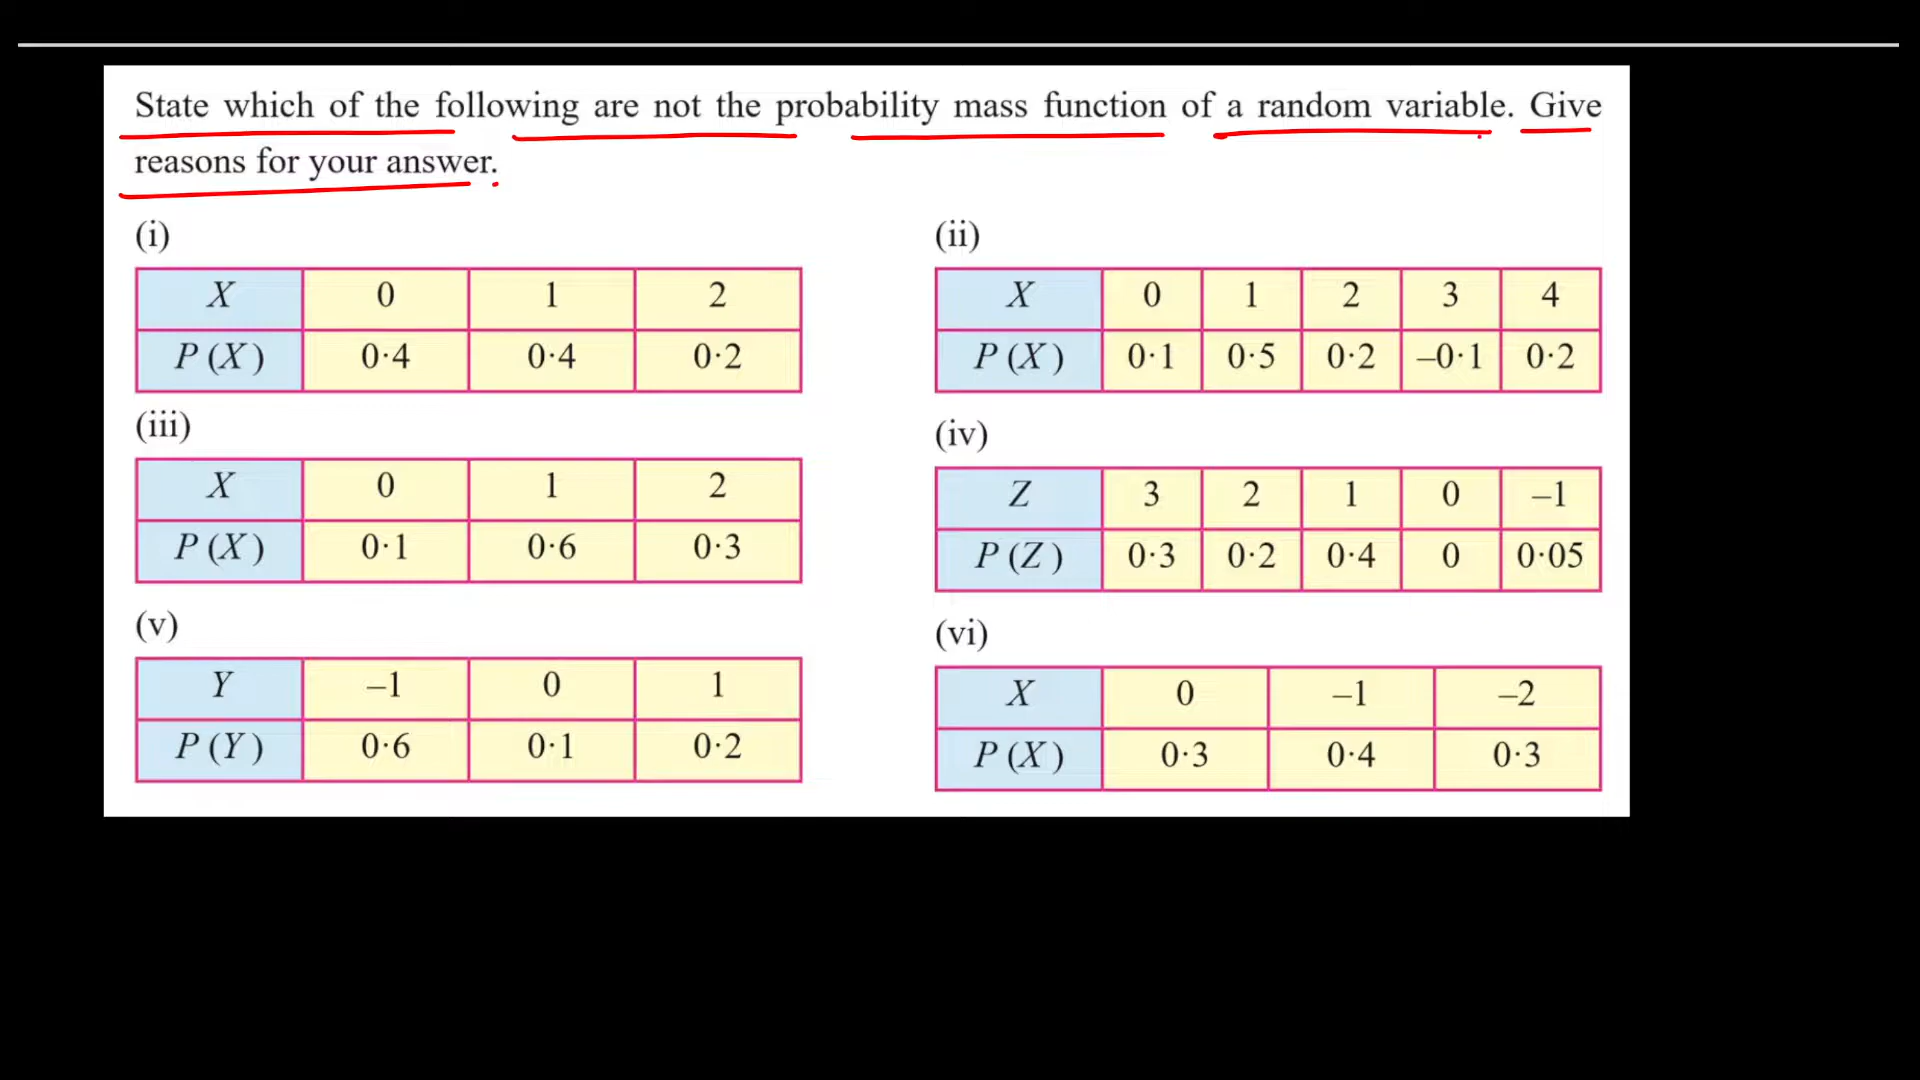 State which of the following are not the probability mass function of a random variable. Give
reasons for your answer.
(i)
X 0 1 2
P (X) 0·4 0·4 0·2
(ii)
X 0 1 2 3 4
P (X) 0·1 0·5 0·2 –0·1 0·2
(iii)
X 0 1 2
P (X) 0·1 0·6 0·3
(iv)
Z 3 2 1 0 –1
P (Z) 0·3 0·2 0·4 0 0·05
(v)
Y –1 0 1
P (Y) 0·6 0·1 0·2
(vi)
X 0 –1 –2
P (X) 0·3 0·4 0·3